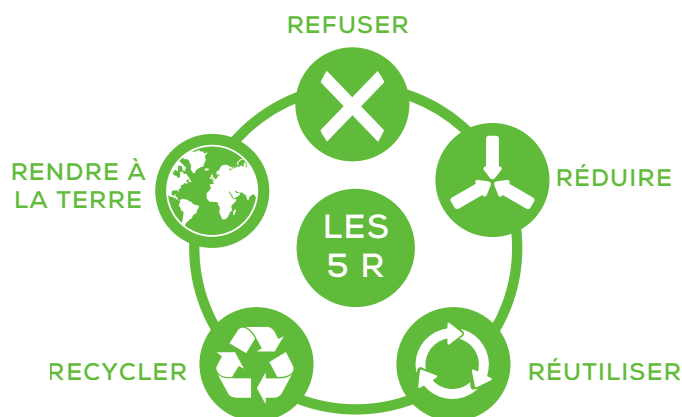 REFUSER
RÉDUIRE
RÉUTILISER
RECYCLER
RENDRE À
LA TERRE
LES
5 R